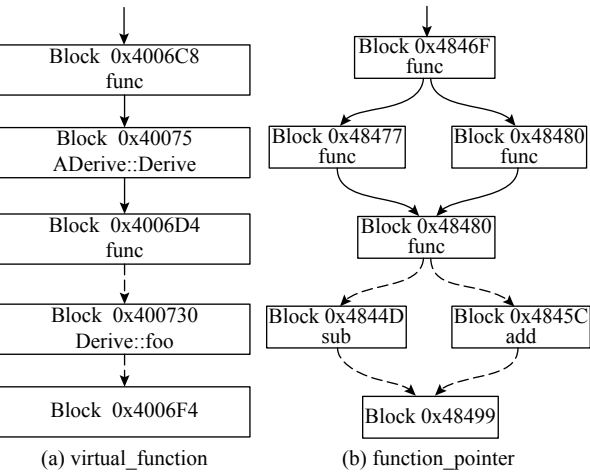 Block 0x4006C8
func
Block 0x40075
ADerive::Derive
Block 0x4006D4
func
Block 0x400730
Derive::foo
Block 0x4006F4
(a) virtual_function
Block 0x4846F
func
Block 0x48477
func
Block 0x48480
func
Block 0x48480
func
Block 0x4844D
sub
Block 0x4845C
add
Block 0x48499
(b) function_pointer